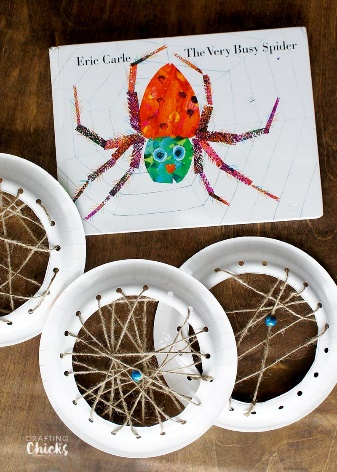 Eric Carle
The Very Busy Spider
CRAFTING
Chicks